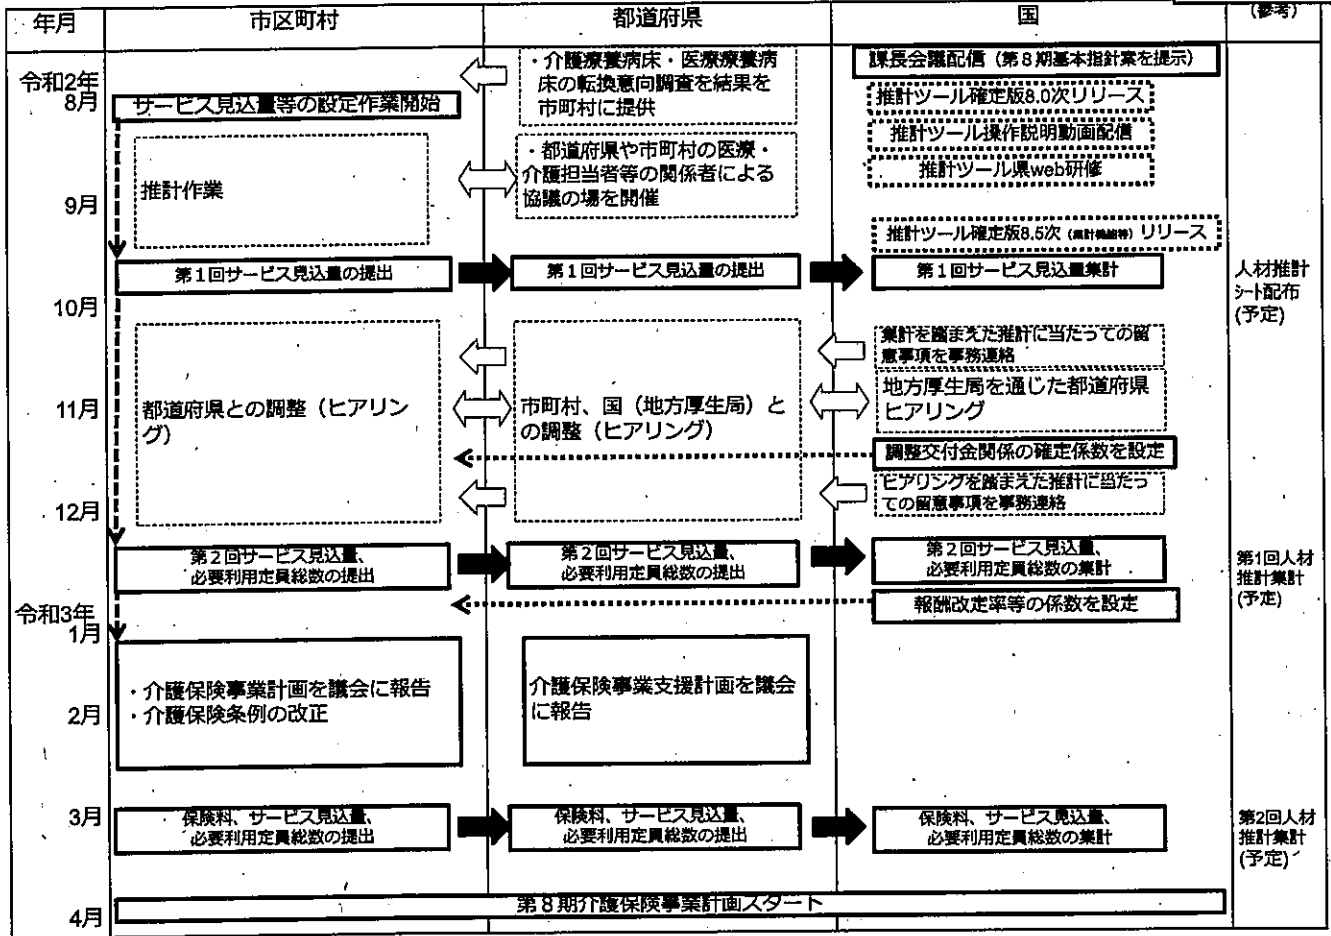 年月
市区町村
都道府県
国
(参考)
令和2年
8月
サービス見込量等の設定作業開始
推計作業
9月
・介護療養病床・医療療養病
床の転換意向調査を結果を
市町村に提供
・都道府県や市町村の医療・
介護担当者等の関係者による
協議の場を開催
課長会議配信（第８期基本指針案を提示）
推計ツール確定版8.0次リリース
推計ツール操作説明動画配信
推計ツール県web研修
推計ツール確定版8.5次（集計機能等）リリース
第１回サービス見込量の提出
第１回サービス見込量の提出
第１回サービス見込量集計
人材推計
シート配布
(予定)
10月
11月
12月
都道府県との調整（ヒアリン
グ）
市町村、国（地方厚生局）と
の調整（ヒアリング）
集計を踏まえた推計に当たっての留
意事項を事務連絡
地方厚生局を通じた都道府県
ヒアリング
調整交付金関係の確定係数を設定
ヒアリングを踏まえた推計に当たっ
ての留意事項を事務連絡
第２回サービス見込量、
必要利用定員総数の提出
第２回サービス見込量、
必要利用定員総数の提出
第２回サービス見込量、
必要利用定員総数の集計
第1回人材
推計集計
(予定)
報酬改定率等の係数を設定
令和3年
1月
2月
・介護保険事業計画を議会に報告
・介護保険条例の改正
介護保険事業支援計画を議会
に報告
3月
保険料、サービス見込量、
必要利用定員総数の提出
保険料、サービス見込量、
必要利用定員総数の提出
保険料、サービス見込量、
必要利用定員総数の集計
第2回人材
推計集計
(予定)
4月
第８期介護保険事業計画スタート